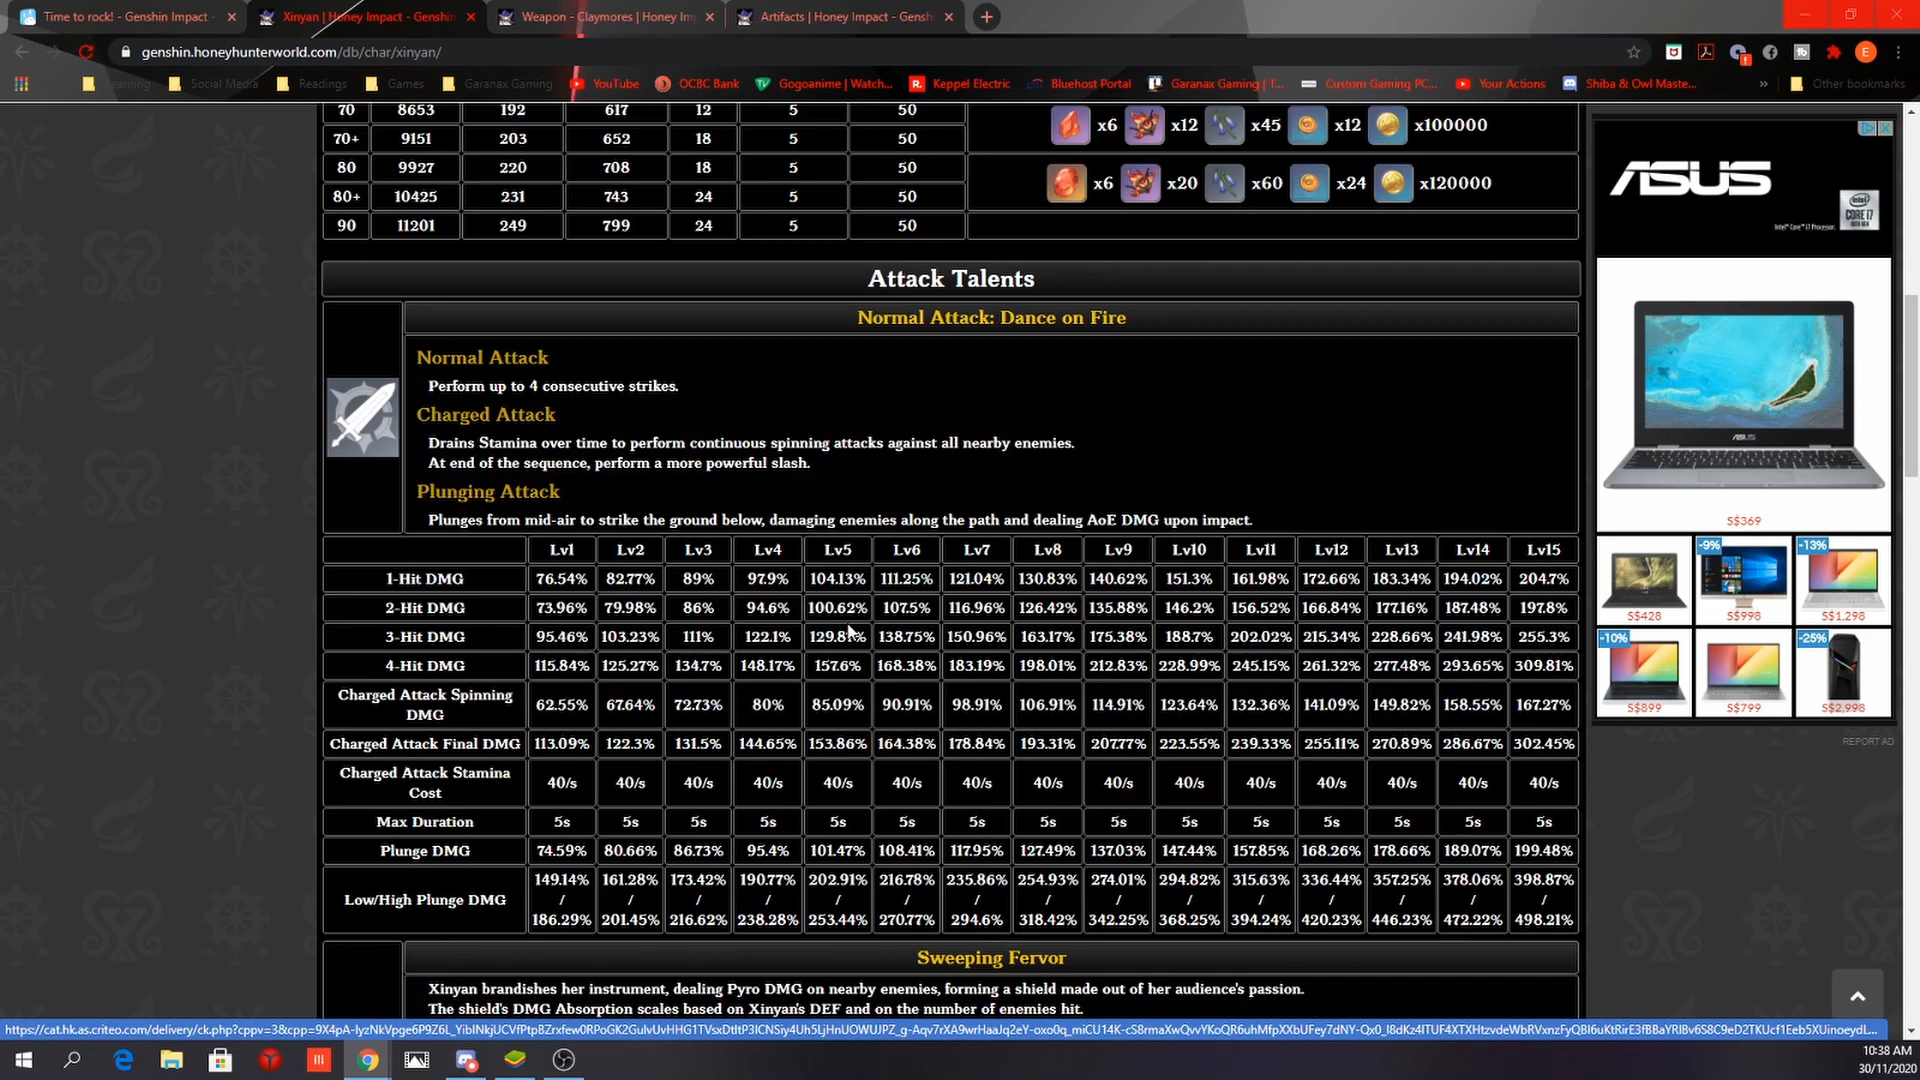 Time to rock! - Genshin Impact -
Xinyan | Honey Impact - Genshin
Weapon - Claymores | Honey Im
Artifacts | Honey Impact - Gensh
genshin.honeyhunterworld.com/db/char/xinyan/
E
Learning
Social Media
Readings
Games
Garanax Gaming
YouTube
OCBC Bank
Gogoanime | Watch...
Keppel Electric
Bluehost Portal
Garanax Gaming | T...
Custom Gaming PC...
Your Actions
Shiba & Owl Maste...
»
Other bookmarks
70 8653 192 617 12 5 50
x6 x12 x45 x12 x100000
70+ 9151 203 652 18 5 50
80 9927 220 708 18 5 50
x6 x20 x60 x24 x120000
80+ 10425 231 743 24 5 50
90 11201 249 799 24 5 50
Attack Talents
Normal Attack: Dance on Fire
Normal Attack
Perform up to 4 consecutive strikes.
Charged Attack
Drains Stamina over time to perform continuous spinning attacks against all nearby enemies.
At end of the sequence, perform a more powerful slash.
Plunging Attack
Plunges from mid-air to strike the ground below, damaging enemies along the path and dealing AoE DMG upon impact.
Lv1 Lv2 Lv3 Lv4 Lv5 Lv6 Lv7 Lv8 Lv9 Lv10 Lv11 Lv12 Lv13 Lv14 Lv15
1-Hit DMG 76.54% 82.77% 89% 97.9% 104.13% 111.25% 121.04% 130.83% 140.62% 151.3% 161.98% 172.66% 183.34% 194.02% 204.7%
2-Hit DMG 73.96% 79.98% 86% 94.6% 100.62% 107.5% 116.96% 126.42% 135.88% 146.2% 156.52% 166.84% 177.16% 187.48% 197.8%
3-Hit DMG 95.46% 103.23% 111% 122.1% 129.87% 138.75% 150.96% 163.17% 175.38% 188.7% 202.02% 215.34% 228.66% 241.98% 255.3%
4-Hit DMG 115.84% 125.27% 134.7% 148.17% 157.6% 168.38% 183.19% 198.01% 212.83% 228.99% 245.15% 261.32% 277.48% 293.65% 309.81%
Charged Attack Spinning
DMG 62.55% 67.64% 72.73% 80% 85.09% 90.91% 98.91% 106.91% 114.91% 123.64% 132.36% 141.09% 149.82% 158.55% 167.27%
Charged Attack Final DMG 113.09% 122.3% 131.5% 144.65% 153.86% 164.38% 178.84% 193.31% 207.77% 223.55% 239.33% 255.11% 270.89% 286.67% 302.45%
Charged Attack Stamina
Cost 40/s 40/s 40/s 40/s 40/s 40/s 40/s 40/s 40/s 40/s 40/s 40/s 40/s 40/s 40/s
Max Duration 5s 5s 5s 5s 5s 5s 5s 5s 5s 5s 5s 5s 5s 5s 5s
Plunge DMG 74.59% 80.66% 86.73% 95.4% 101.47% 108.41% 117.95% 127.49% 137.03% 147.44% 157.85% 168.26% 178.66% 189.07% 199.48%
149.14% 161.28% 173.42% 190.77% 202.91% 216.78% 235.86% 254.93% 274.01% 294.82% 315.63% 336.44% 357.25% 378.06% 398.87%
Low/High Plunge DMG / / / / / / / / / / / / / / /
186.29% 201.45% 216.62% 238.28% 253.44% 270.77% 294.6% 318.42% 342.25% 368.25% 394.24% 420.23% 446.23% 472.22% 498.21%
Sweeping Fervor
Xinyan brandishes her instrument, dealing Pyro DMG on nearby enemies, forming a shield made out of her audience's passion.
The shield's DMG Absorption scales based on Xinyan's DEF and on the number of enemies hit.
ASUS
CORE i7
Intel® Core™ i7 Processor.
ASUS
S$369
-9%
-13%
S$428 S$998 S$1,298
-10%
-25%
S$899 S$799 S$2,998
REPORT AD
10:38 AM
30/11/2020